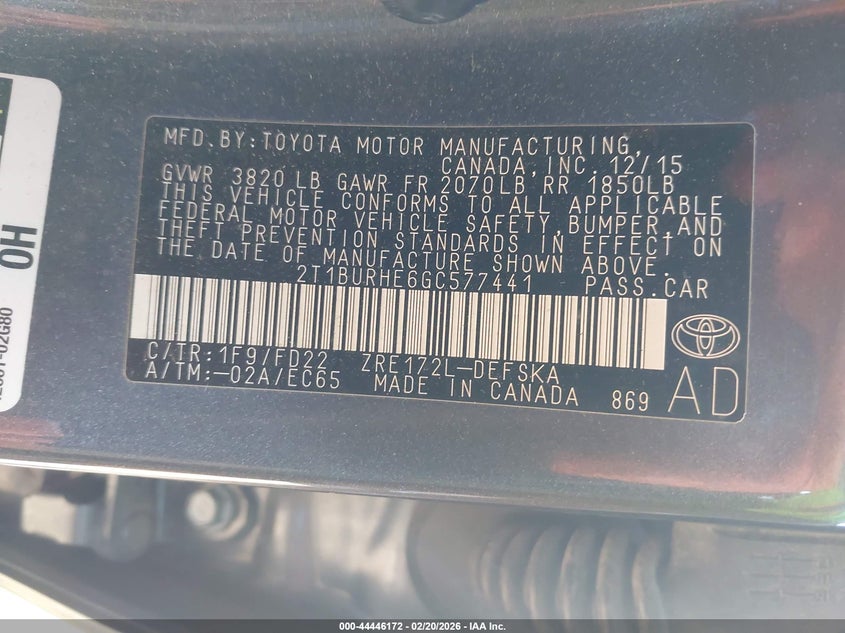 MFD.BY:TOYOTA MOTOR MANUFACTURING,
CANADA,INC. 12/15
GVWR 3820 LB GAWR FR 2070LB RR 1850LB
THIS VEHICLE CONFORMS TO ALL APPLICABLE
FEDERAL MOTOR VEHICLE SAFETY,BUMPER,AND
THEFT PREVENTION STANDARDS IN EFFECT ON
THE DATE OF MANUFACTURE SHOWN ABOVE.
2T1BURHE6GC577441 PASS.CAR
C/TR:1F9/FD22 ZRE172L-DEFSKA
A/TM:-02A/EC65 MADE IN CANADA 869
AD
OH
000-44446172 | 02/20/2026 | IAA Inc.